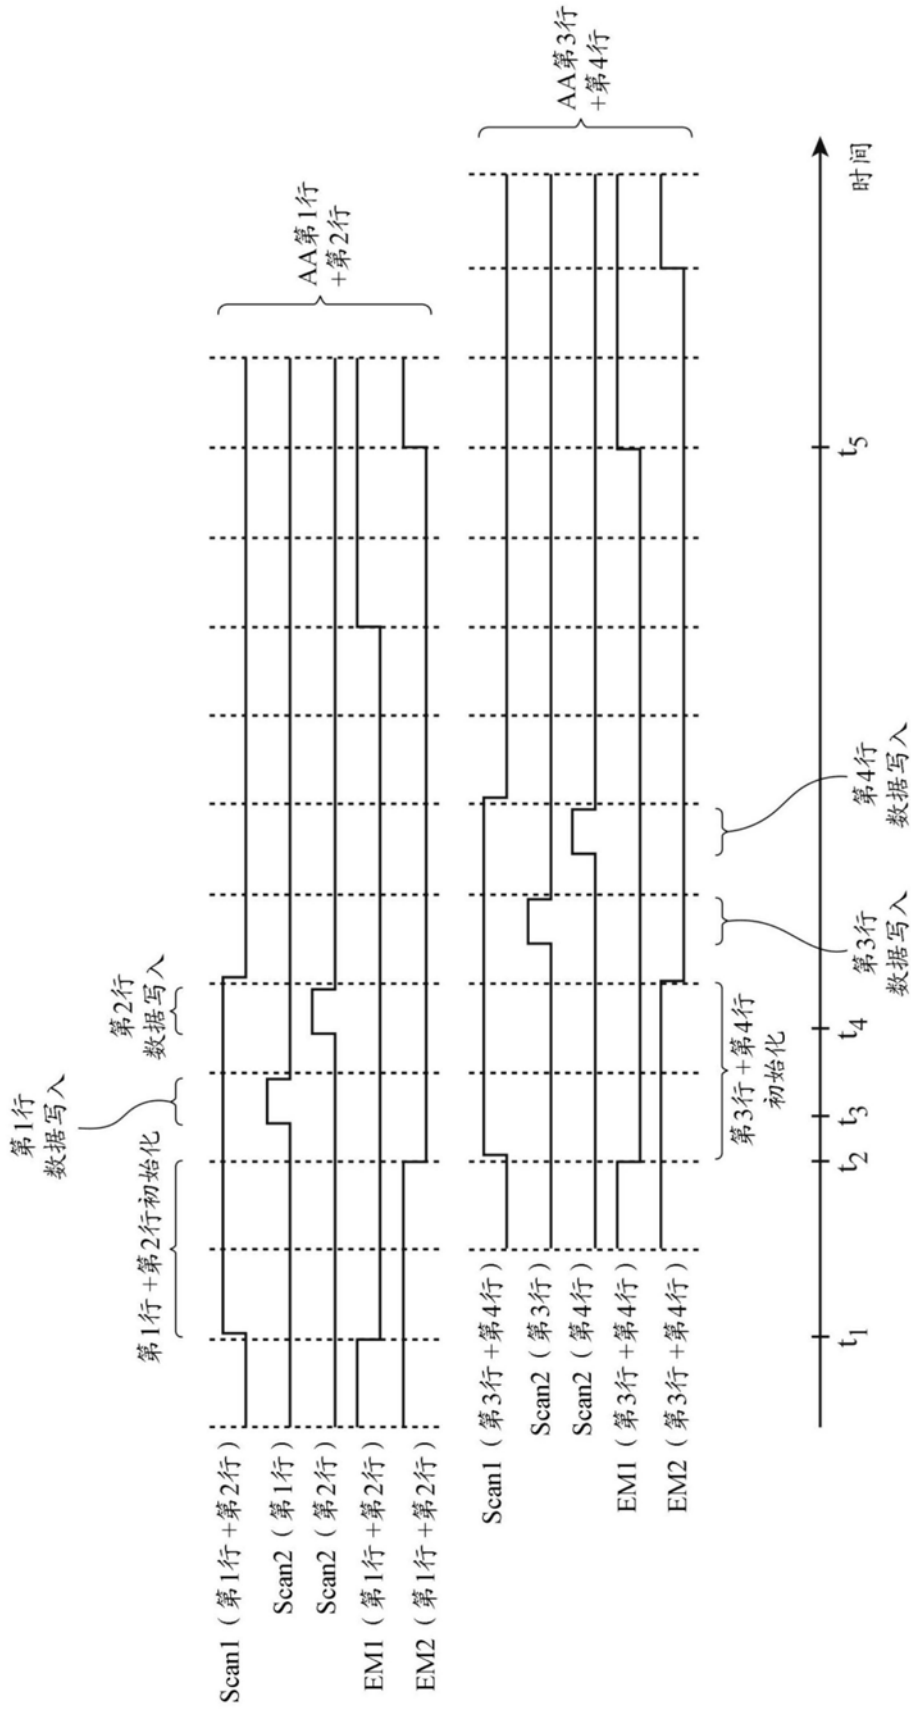 第1行
数据写入
第2行
数据写入
第1行+第2行初始化
Scan1（第1行+第2行）
Scan2（第1行）
Scan2（第2行）
EM1（第1行+第2行）
EM2（第1行+第2行）
AA第1行
+第2行
Scan1（第3行+第4行）
Scan2（第3行）
Scan2（第4行）
EM1（第3行+第4行）
EM2（第3行+第4行）
AA第3行
+第4行
第3行+第4行
初始化
第3行
数据写入
第4行
数据写入
t1
t2
t3
t4
t5
时间